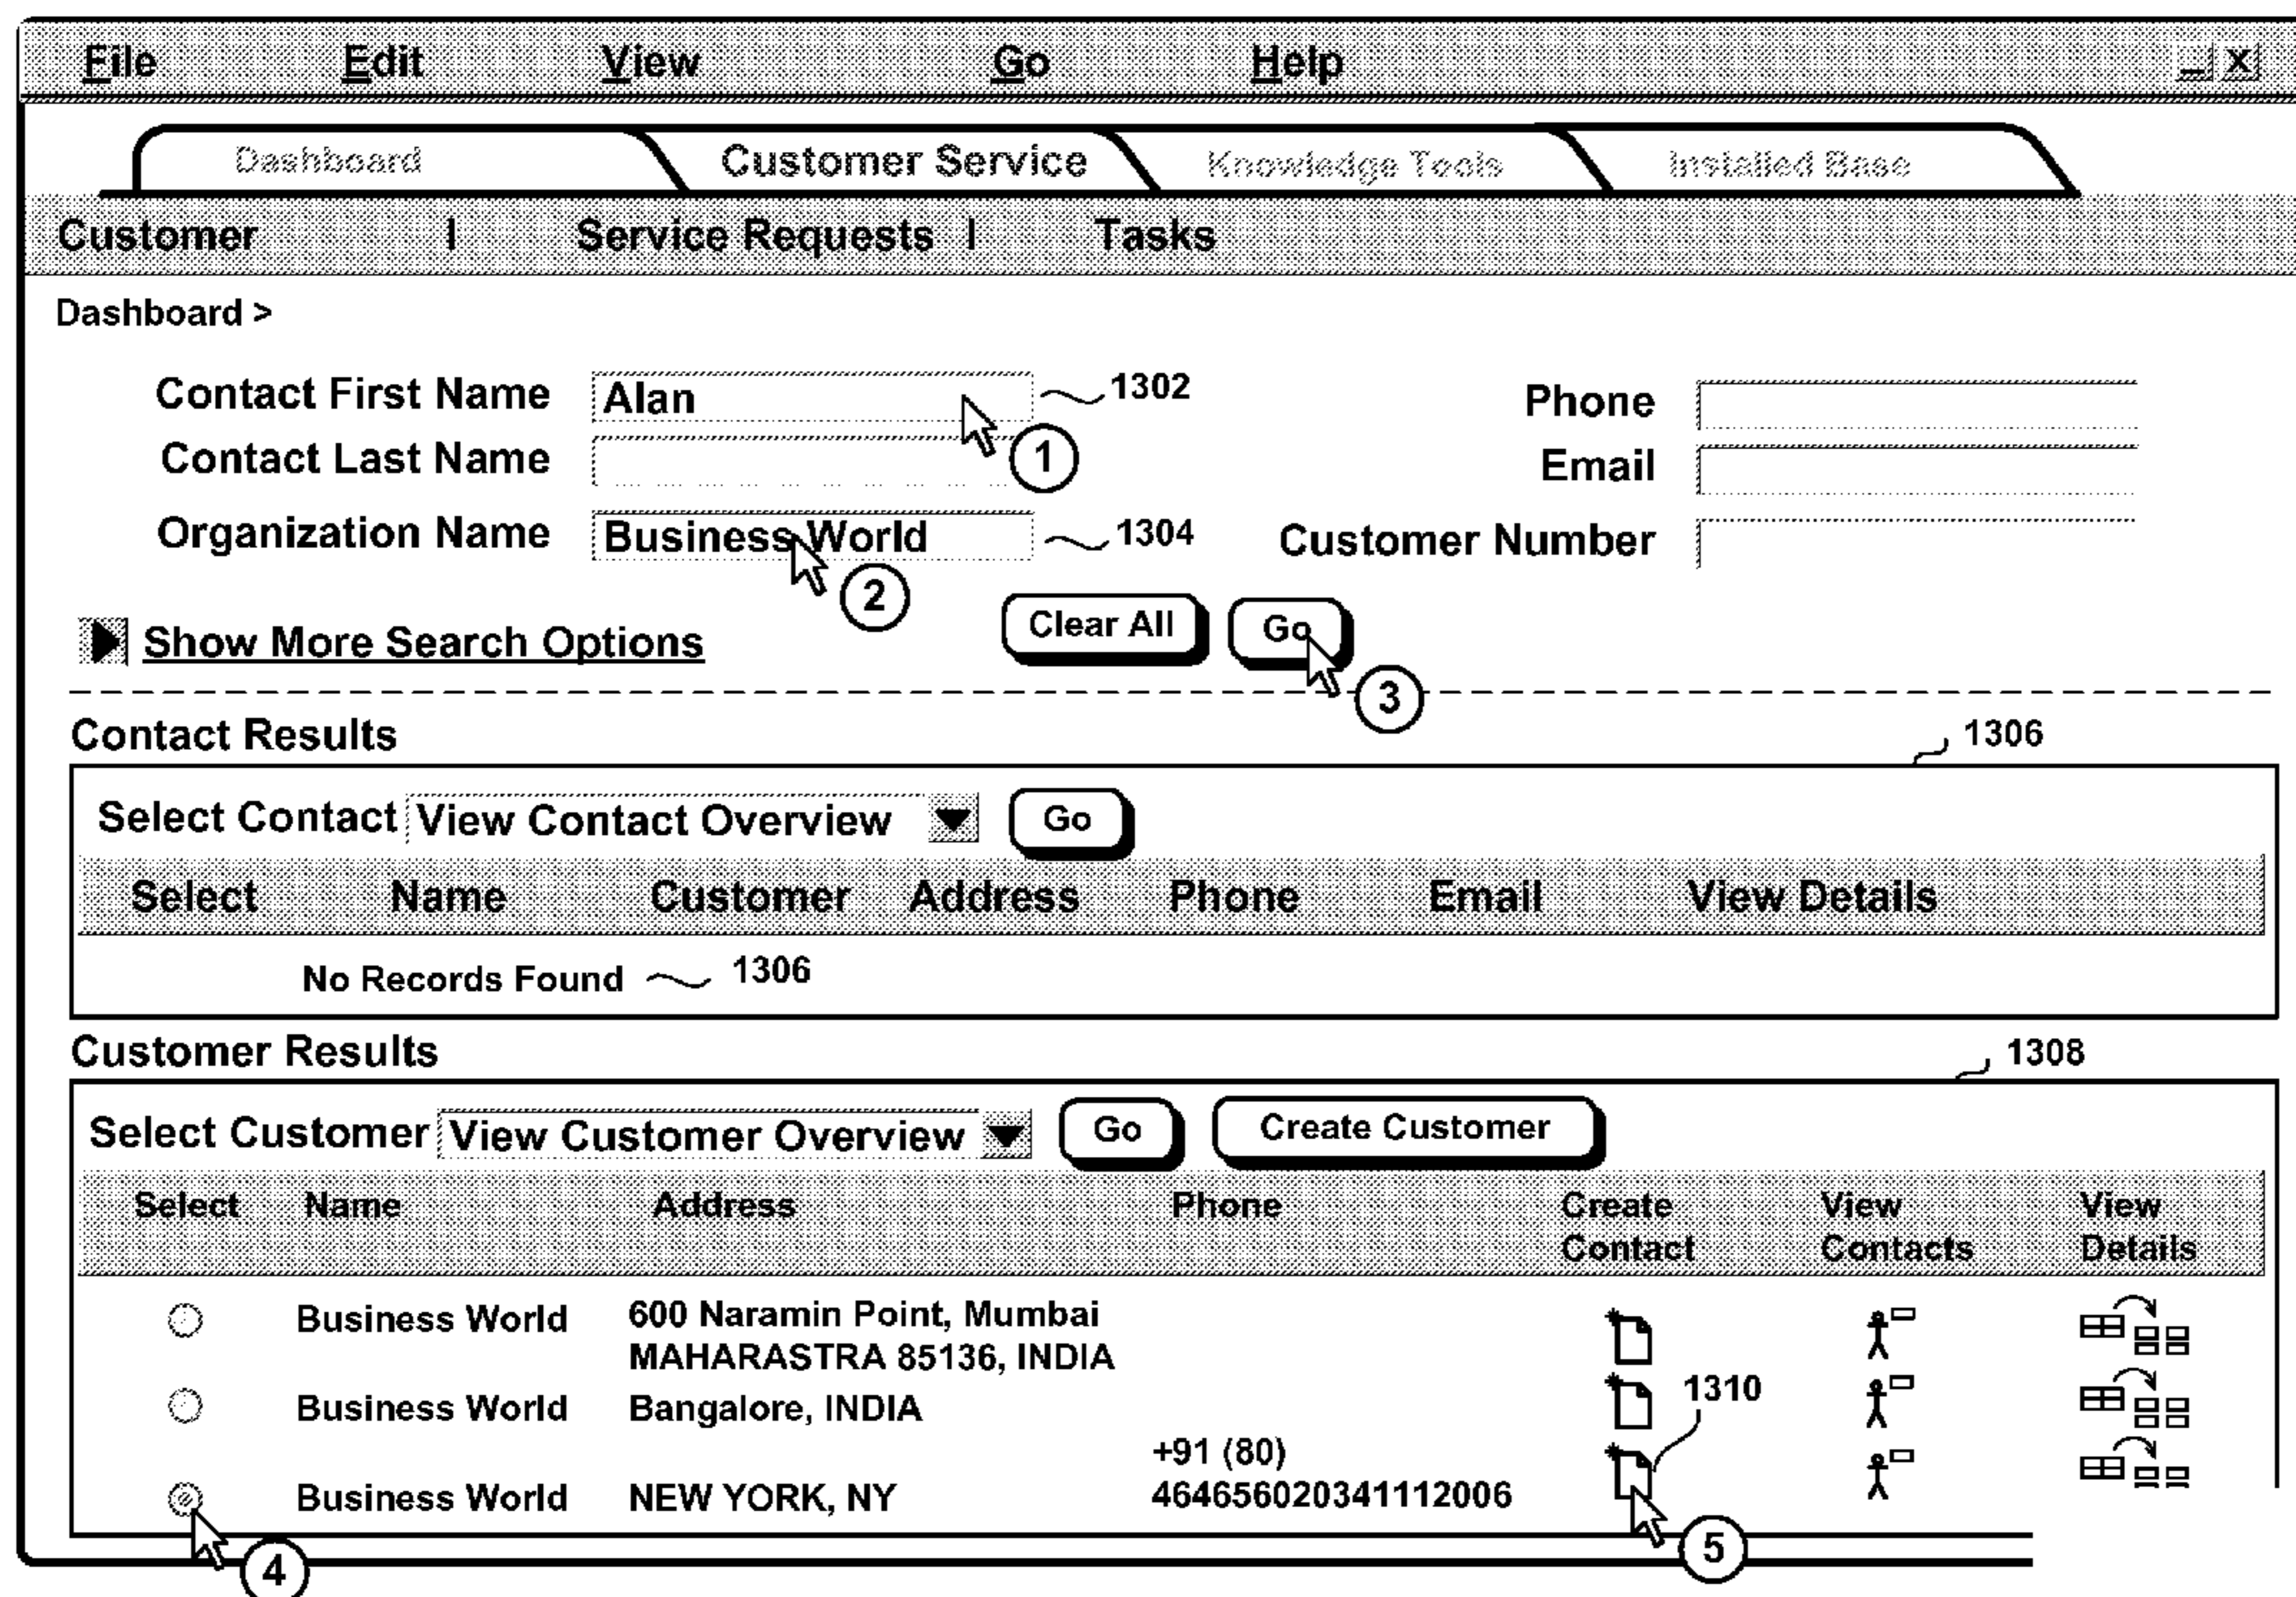 File Edit View Go Help X
Dashboard Customer Service Knowledge Tools Installed Base
Customer | Service Requests | Tasks
Dashboard >
Contact First Name Alan 1302 Phone
1
Contact Last Name Email
Organization Name Business World 1304 Customer Number
2
Show More Search Options Clear All Go
3
Contact Results 1306
Select Contact View Contact Overview Go
Select Name Customer Address Phone Email View Details
No Records Found 1306
Customer Results 1308
Select Customer View Customer Overview Go Create Customer
Select Name Address Phone Create View View
Contact Contacts Details
Business World 600 Naramin Point, Mumbai
MAHARASTRA 85136, INDIA
1310
Business World Bangalore, INDIA
+91 (80)
Business World NEW YORK, NY 464656020341112006
4 5